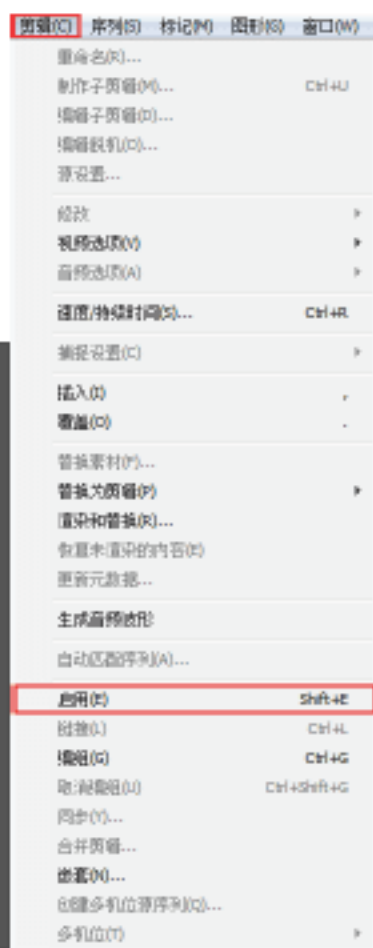 剪辑(C) 序列(S) 标记(M) 图形(G) 窗口(W)
重命名(R)...
制作子剪辑(M)... Ctrl+U
编辑子剪辑(D)...
编辑脱机(O)...
源设置...
修改
视频选项(V)
音频选项(A)
速度/持续时间(S)... Ctrl+R
捕捉设置(C)
插入(I) ,
覆盖(O) .
替换素材(F)...
替换为剪辑(P)
渲染和替换(R)...
恢复未渲染的内容(E)
更新元数据...
生成音频波形
自动匹配序列(A)...
启用(E) Shift+E
链接(L) Ctrl+L
编组(G) Ctrl+G
取消编组(U) Ctrl+Shift+G
同步(Y)...
合并剪辑...
嵌套(N)...
创建多机位源序列(Q)...
多机位(T)